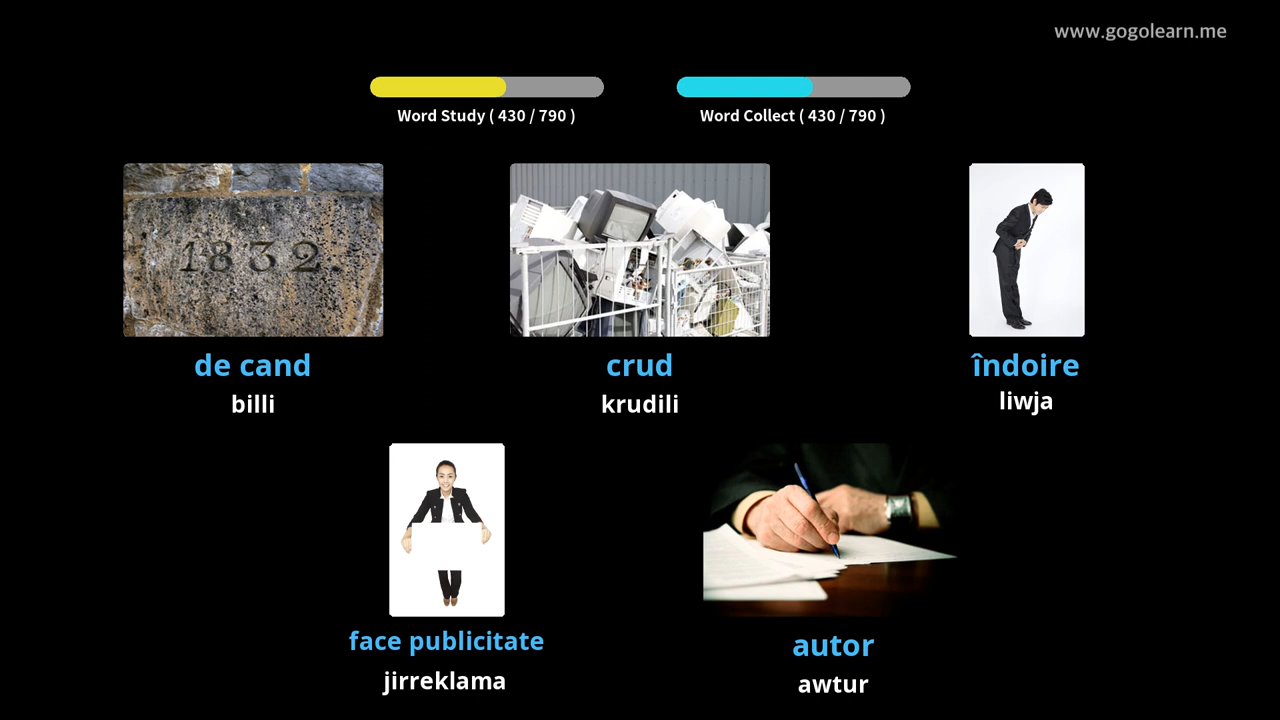 www.gogolearn.me
Word Study ( 430 / 790 )
Word Collect ( 430 / 790 )
1832.
de cand
billi
crud
krudili
îndoire
liwja
face publicitate
jirreklama
autor
awtur